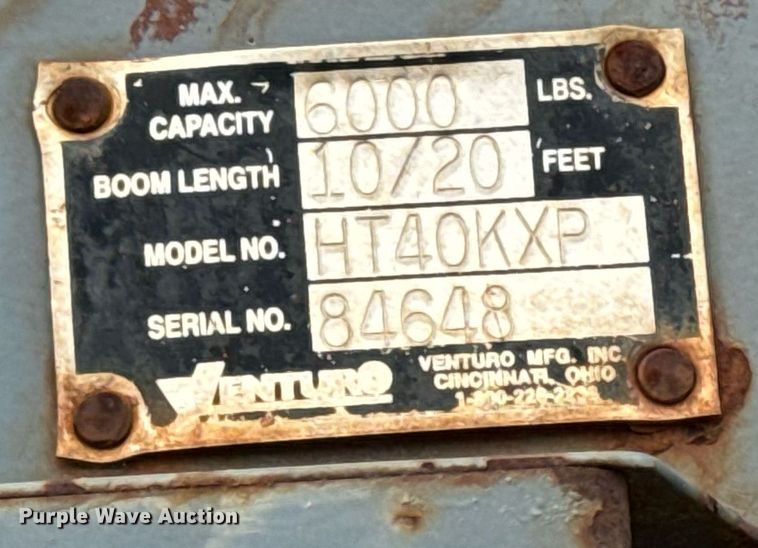 MAX. CAPACITY 6000 LBS.
BOOM LENGTH 10/20 FEET
MODEL NO. HT40KXP
SERIAL NO. 84648
VENTURO VENTURO MFG. INC.
CINCINNATI, OHIO
Purple Wave Auction